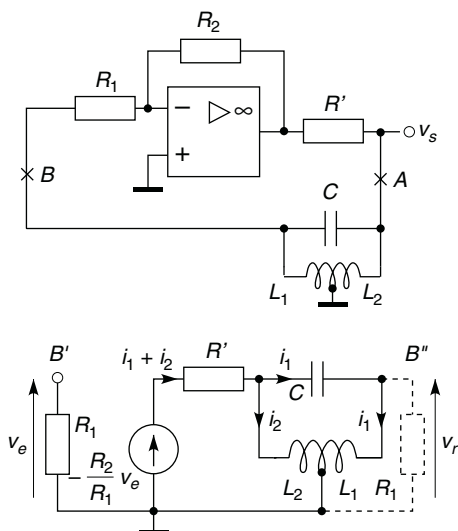 R₂
R₁
R'
− ▷ ∞
+
vₛ
B
A
C
L₁ L₂
B' i₁ + i₂ R' i₁ B"
C
vₑ R₁ i₂ i₁ vᵣ
− R₂/R₁ vₑ
L₂ L₁ R₁